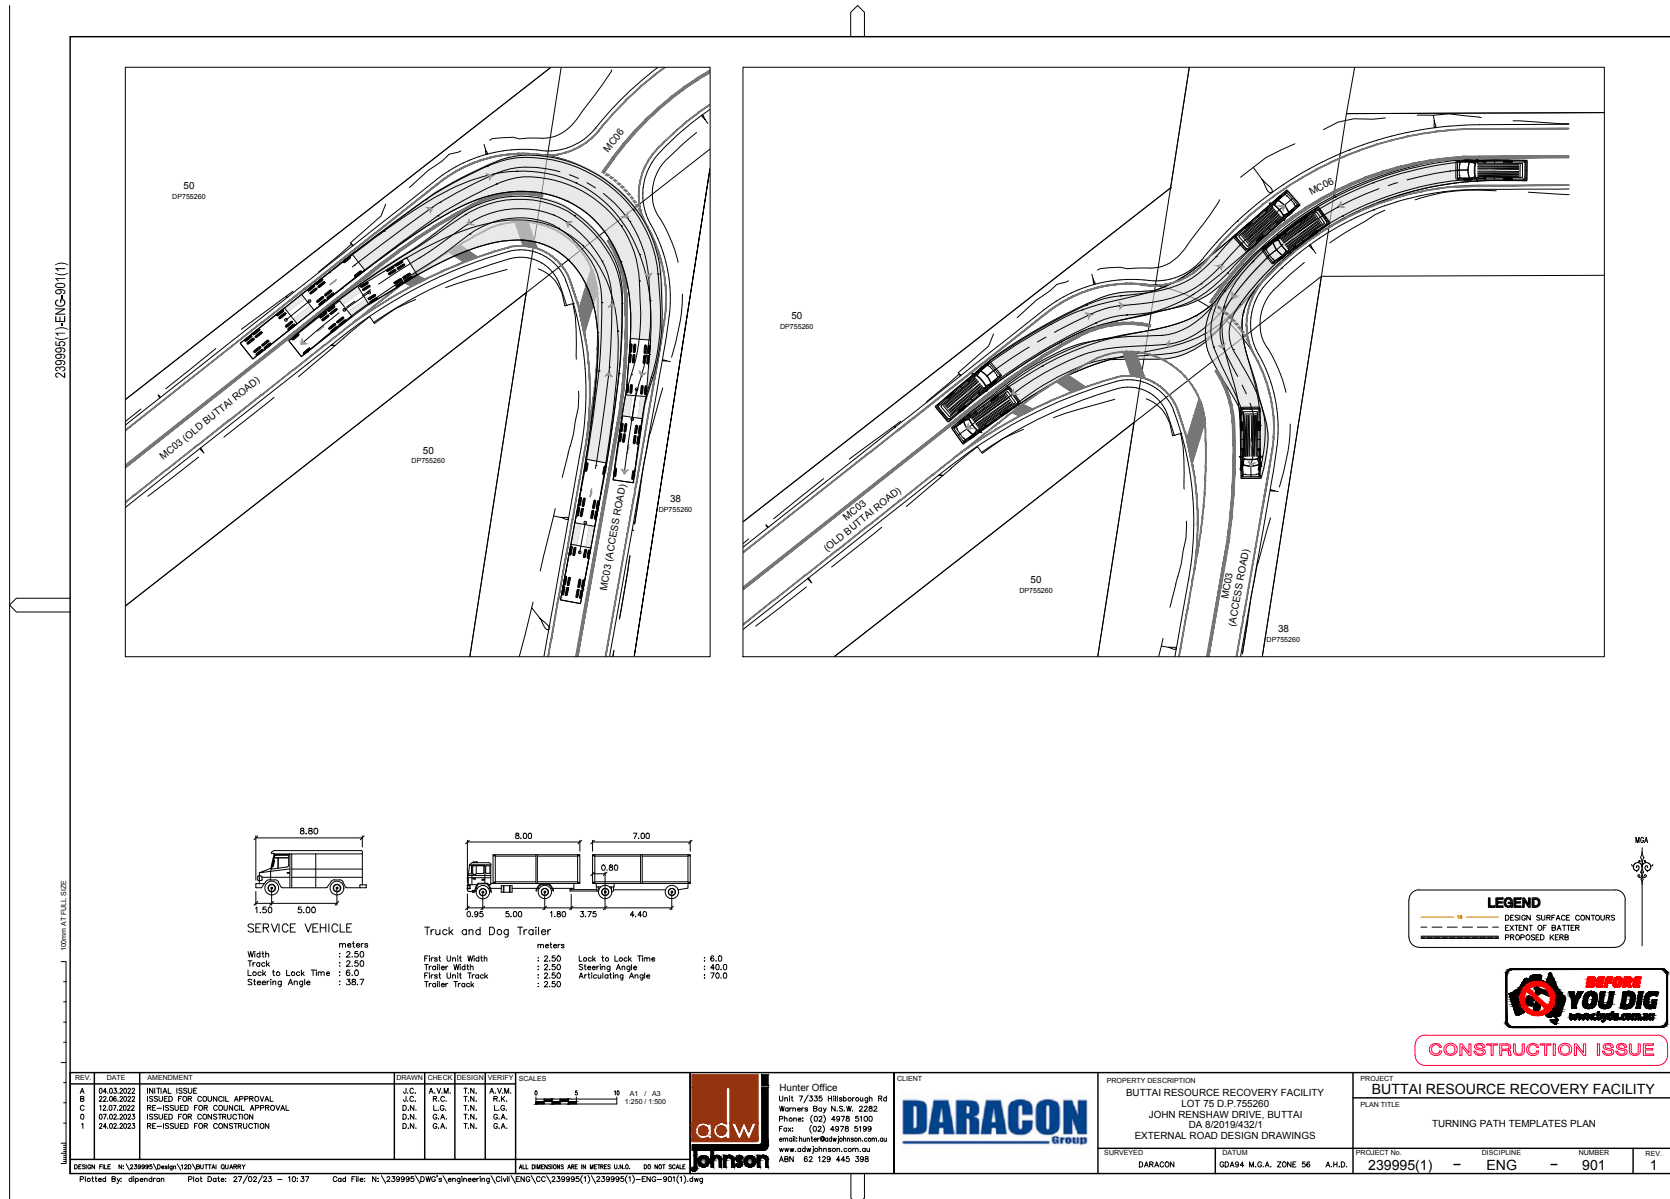 239995(1)-ENG-901(1)
100mm AT FULL SIZE
50
DP755260
MC06
MC03 (OLD BUTTAI ROAD)
50
DP755260
38
DP755260
MC03 (ACCESS ROAD)
MC06
50
DP755260
MC03
(OLD BUTTAI ROAD)
50
DP755260
MC03
(ACCESS ROAD)
38
DP755260
8.80
1.50 5.00
SERVICE VEHICLE
meters
Width : 2.50
Track : 2.50
Lock to Lock Time : 6.0
Steering Angle : 38.7
8.00 7.00
0.80
0.95 5.00 1.80 3.75 4.40
Truck and Dog Trailer
meters
First Unit Width : 2.50 Lock to Lock Time : 6.0
Trailer Width : 2.50 Steering Angle : 40.0
First Unit Track : 2.50 Articulating Angle : 70.0
Trailer Track : 2.50
MGA
LEGEND
DESIGN SURFACE CONTOURS
EXTENT OF BATTER
PROPOSED KERB
BEFORE
YOU DIG
www.byda.com.au
CONSTRUCTION ISSUE
REV. DATE AMENDMENT DRAWN CHECK DESIGN VERIFY
A 04.03.2022 INITIAL ISSUE J.C. A.V.M. T.N. A.V.M.
B 22.06.2022 ISSUED FOR COUNCIL APPROVAL J.C. R.C. T.N. R.K.
C 12.07.2022 RE-ISSUED FOR COUNCIL APPROVAL D.N. L.G. T.N. L.G.
0 07.02.2023 ISSUED FOR CONSTRUCTION D.N. G.A. T.N. G.A.
1 24.02.2023 RE-ISSUED FOR CONSTRUCTION D.N. G.A. T.N. G.A.
DESIGN FILE N:\239995\Design\12D\BUTTAI QUARRY
SCALES
0 5 10 A1 / A3
1:250 / 1:500
ALL DIMENSIONS ARE IN METRES U.N.O. DO NOT SCALE
adw
johnson
Hunter Office
Unit 7/335 Hillsborough Rd
Warners Bay N.S.W. 2282
Phone: (02) 4978 5100
Fax: (02) 4978 5199
email:hunter@adwjohnson.com.au
www.adwjohnson.com.au
ABN 62 129 445 398
CLIENT
DARACON
Group
PROPERTY DESCRIPTION
BUTTAI RESOURCE RECOVERY FACILITY
LOT 75 D.P.755260
JOHN RENSHAW DRIVE, BUTTAI
DA 8/2019/432/1
EXTERNAL ROAD DESIGN DRAWINGS
SURVEYED
DARACON
DATUM
GDA94 M.G.A. ZONE 56 A.H.D.
PROJECT
BUTTAI RESOURCE RECOVERY FACILITY
PLAN TITLE
TURNING PATH TEMPLATES PLAN
PROJECT No. DISCIPLINE NUMBER REV.
239995(1) – ENG – 901 1
Plotted By: dipendran Plot Date: 27/02/23 - 10:37 Cad File: N:\239995\DWG's\engineering\Civil\ENG\CC\239995(1)\239995(1)-ENG-901(1).dwg